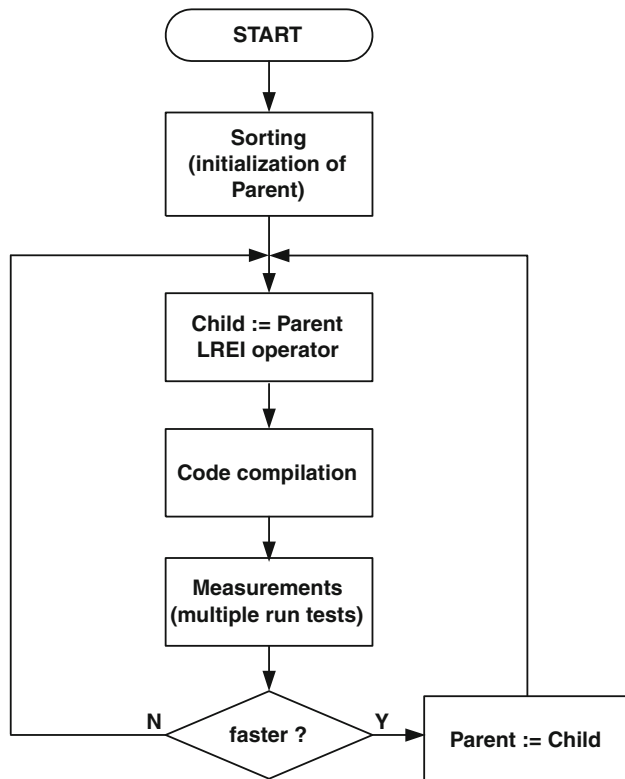 START
Sorting
(initialization of
Parent)
Child := Parent
LREI operator
Code compilation
Measurements
(multiple run tests)
N
faster ?
Y
Parent := Child